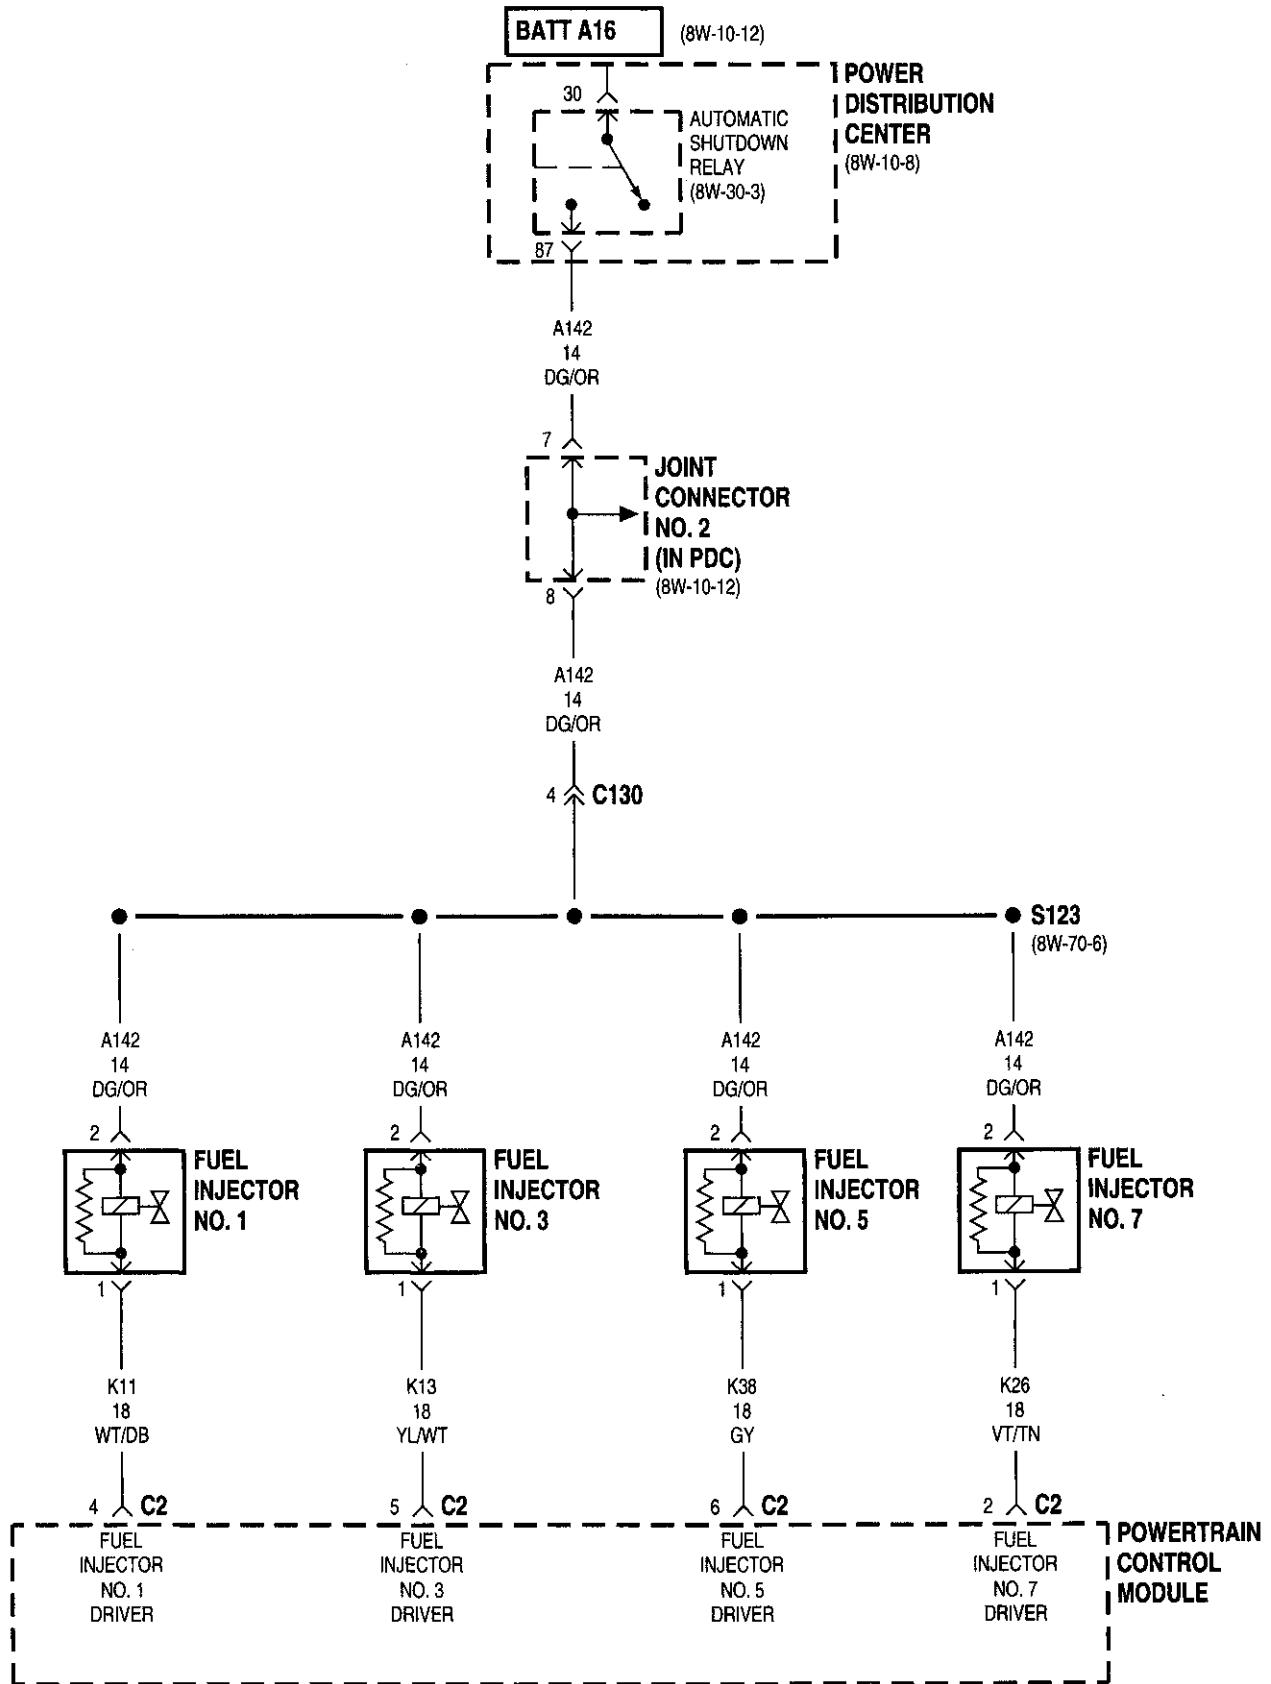 BATT A16 (8W-10-12)
POWER
DISTRIBUTION
CENTER
(8W-10-8)
30
AUTOMATIC
SHUTDOWN
RELAY
(8W-30-3)
87
A142
14
DG/OR
7
JOINT
CONNECTOR
NO. 2
(IN PDC)
(8W-10-12)
8
A142
14
DG/OR
4 C130
S123
(8W-70-6)
A142
14
DG/OR
A142
14
DG/OR
A142
14
DG/OR
A142
14
DG/OR
2
FUEL
INJECTOR
NO. 1
1
2
FUEL
INJECTOR
NO. 3
1
2
FUEL
INJECTOR
NO. 5
1
2
FUEL
INJECTOR
NO. 7
1
K11
18
WT/DB
K13
18
YL/WT
K38
18
GY
K26
18
VT/TN
4 C2
5 C2
6 C2
2 C2
FUEL
INJECTOR
NO. 1
DRIVER
FUEL
INJECTOR
NO. 3
DRIVER
FUEL
INJECTOR
NO. 5
DRIVER
FUEL
INJECTOR
NO. 7
DRIVER
POWERTRAIN
CONTROL
MODULE